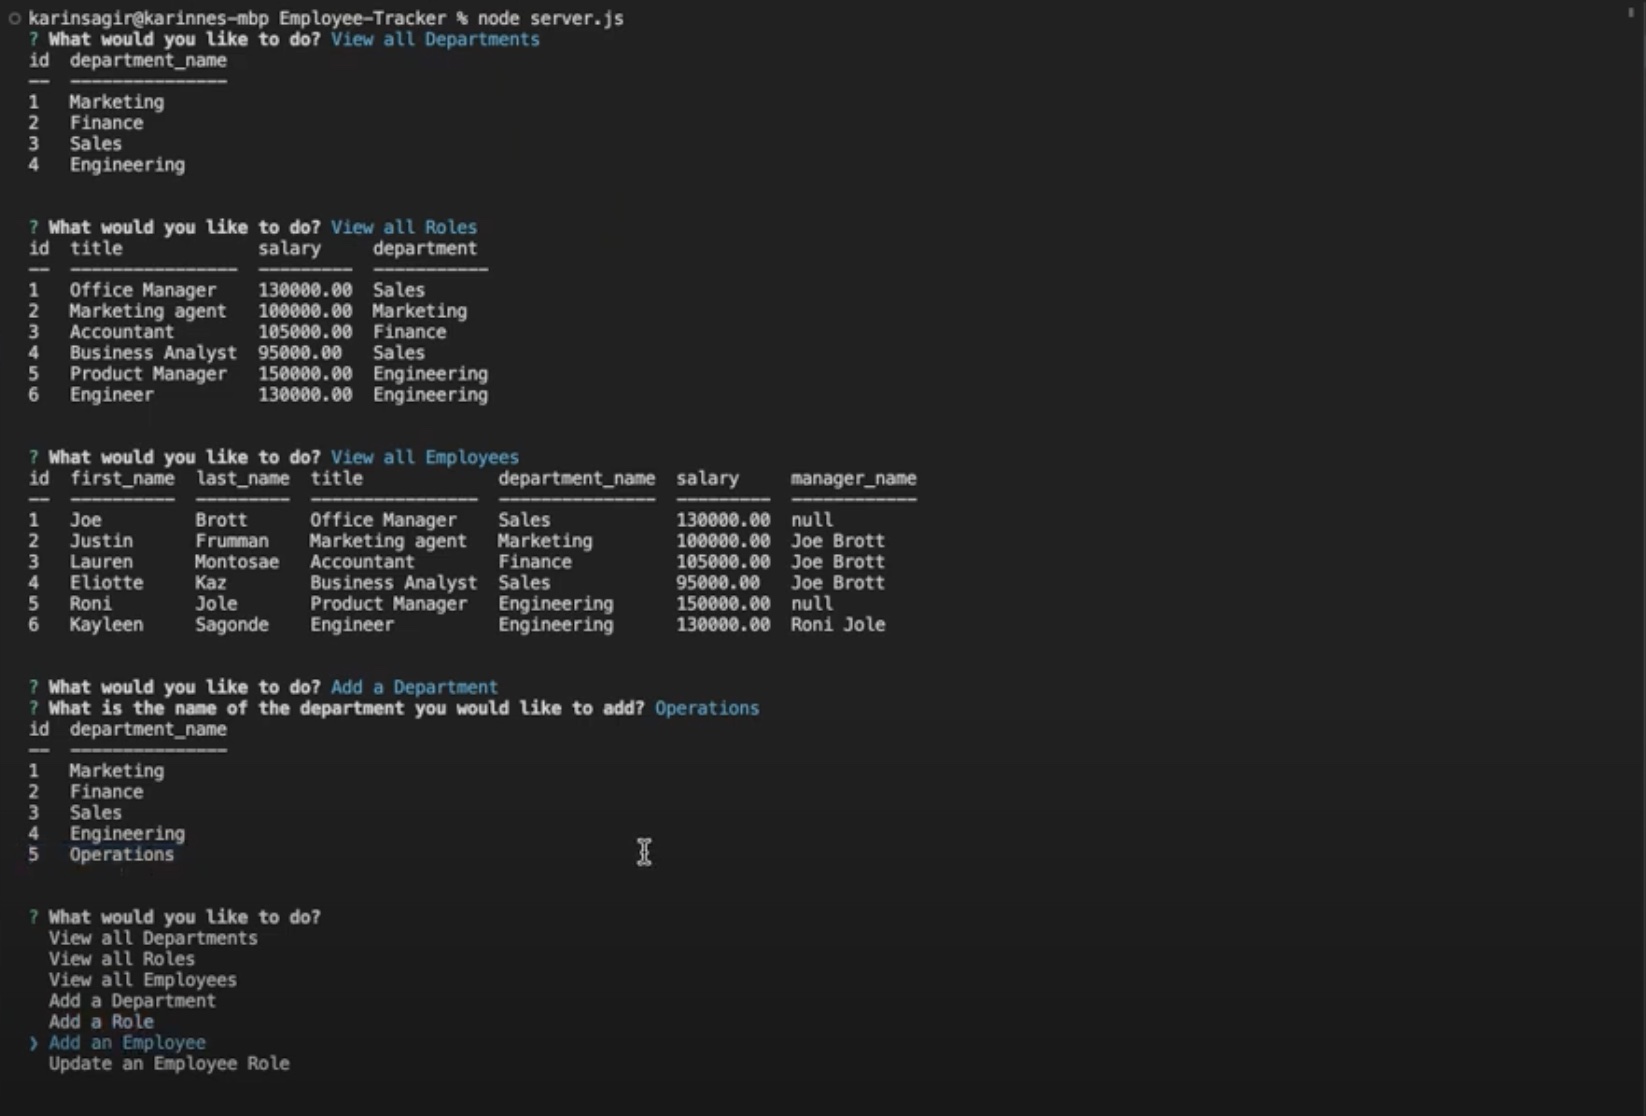 karinsagir@karinnes-mbp Employee-Tracker % node server.js
? What would you like to do? View all Departments
id  department_name
--  ---------------
1   Marketing
2   Finance
3   Sales
4   Engineering
? What would you like to do? View all Roles
id  title             salary     department
--  ----------------  ---------  -----------
1   Office Manager    130000.00  Sales
2   Marketing agent   100000.00  Marketing
3   Accountant        105000.00  Finance
4   Business Analyst  95000.00   Sales
5   Product Manager   150000.00  Engineering
6   Engineer          130000.00  Engineering
? What would you like to do? View all Employees
id  first_name  last_name  title             department_name  salary     manager_name
--  ----------  ---------  ----------------  ---------------  ---------  ------------
1   Joe         Brott      Office Manager    Sales            130000.00  null
2   Justin      Frumman    Marketing agent   Marketing        100000.00  Joe Brott
3   Lauren      Montosae   Accountant        Finance          105000.00  Joe Brott
4   Eliotte     Kaz        Business Analyst  Sales            95000.00   Joe Brott
5   Roni        Jole       Product Manager   Engineering      150000.00  null
6   Kayleen     Sagonde    Engineer          Engineering      130000.00  Roni Jole
? What would you like to do? Add a Department
? What is the name of the department you would like to add? Operations
id  department_name
--  ---------------
1   Marketing
2   Finance
3   Sales
4   Engineering
5   Operations
? What would you like to do?
View all Departments
View all Roles
View all Employees
Add a Department
Add a Role
❯ Add an Employee
Update an Employee Role